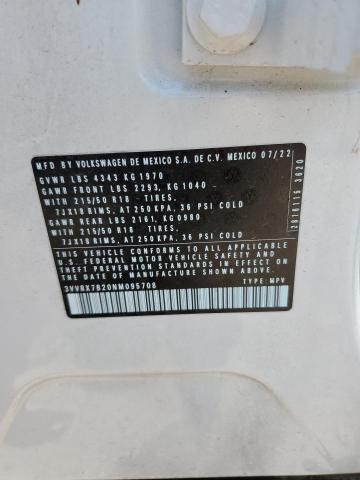 MFD BY VOLKSWAGEN DE MEXICO S.A. DE C.V. MEXICO 07/22
GVWR LBS 4343 KG 1970
GAWR FRONT LBS 2293, KG 1040
WITH 215/50 R18 TIRES.
7JX18 RIMS, AT 250 KPA, 36 PSI COLD
GAWR REAR LBS 2161, KG 0980
WITH 215/50 R18 TIRES.
7JX18 RIMS, AT 250 KPA, 36 PSI COLD
THIS VEHICLE CONFORMS TO ALL APPLICABLE
U.S. FEDERAL MOTOR VEHICLE SAFETY AND
THEFT PREVENTION STANDARDS IN EFFECT
ON THE DATE OF MANUFACTURE SHOWN ABOVE.
3VV8X7B20NM095708 TYPE: MPV